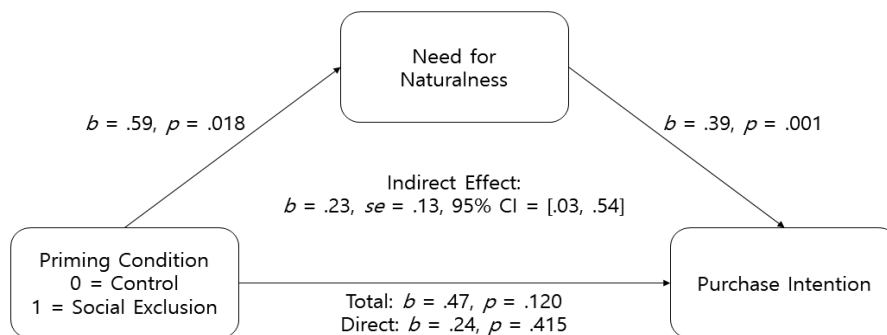 Need for
Naturalness
b = .59, p = .018
b = .39, p = .001
Indirect Effect:
b = .23, se = .13, 95% CI = [.03, .54]
Priming Condition
0 = Control
1 = Social Exclusion
Purchase Intention
Total: b = .47, p = .120
Direct: b = .24, p = .415